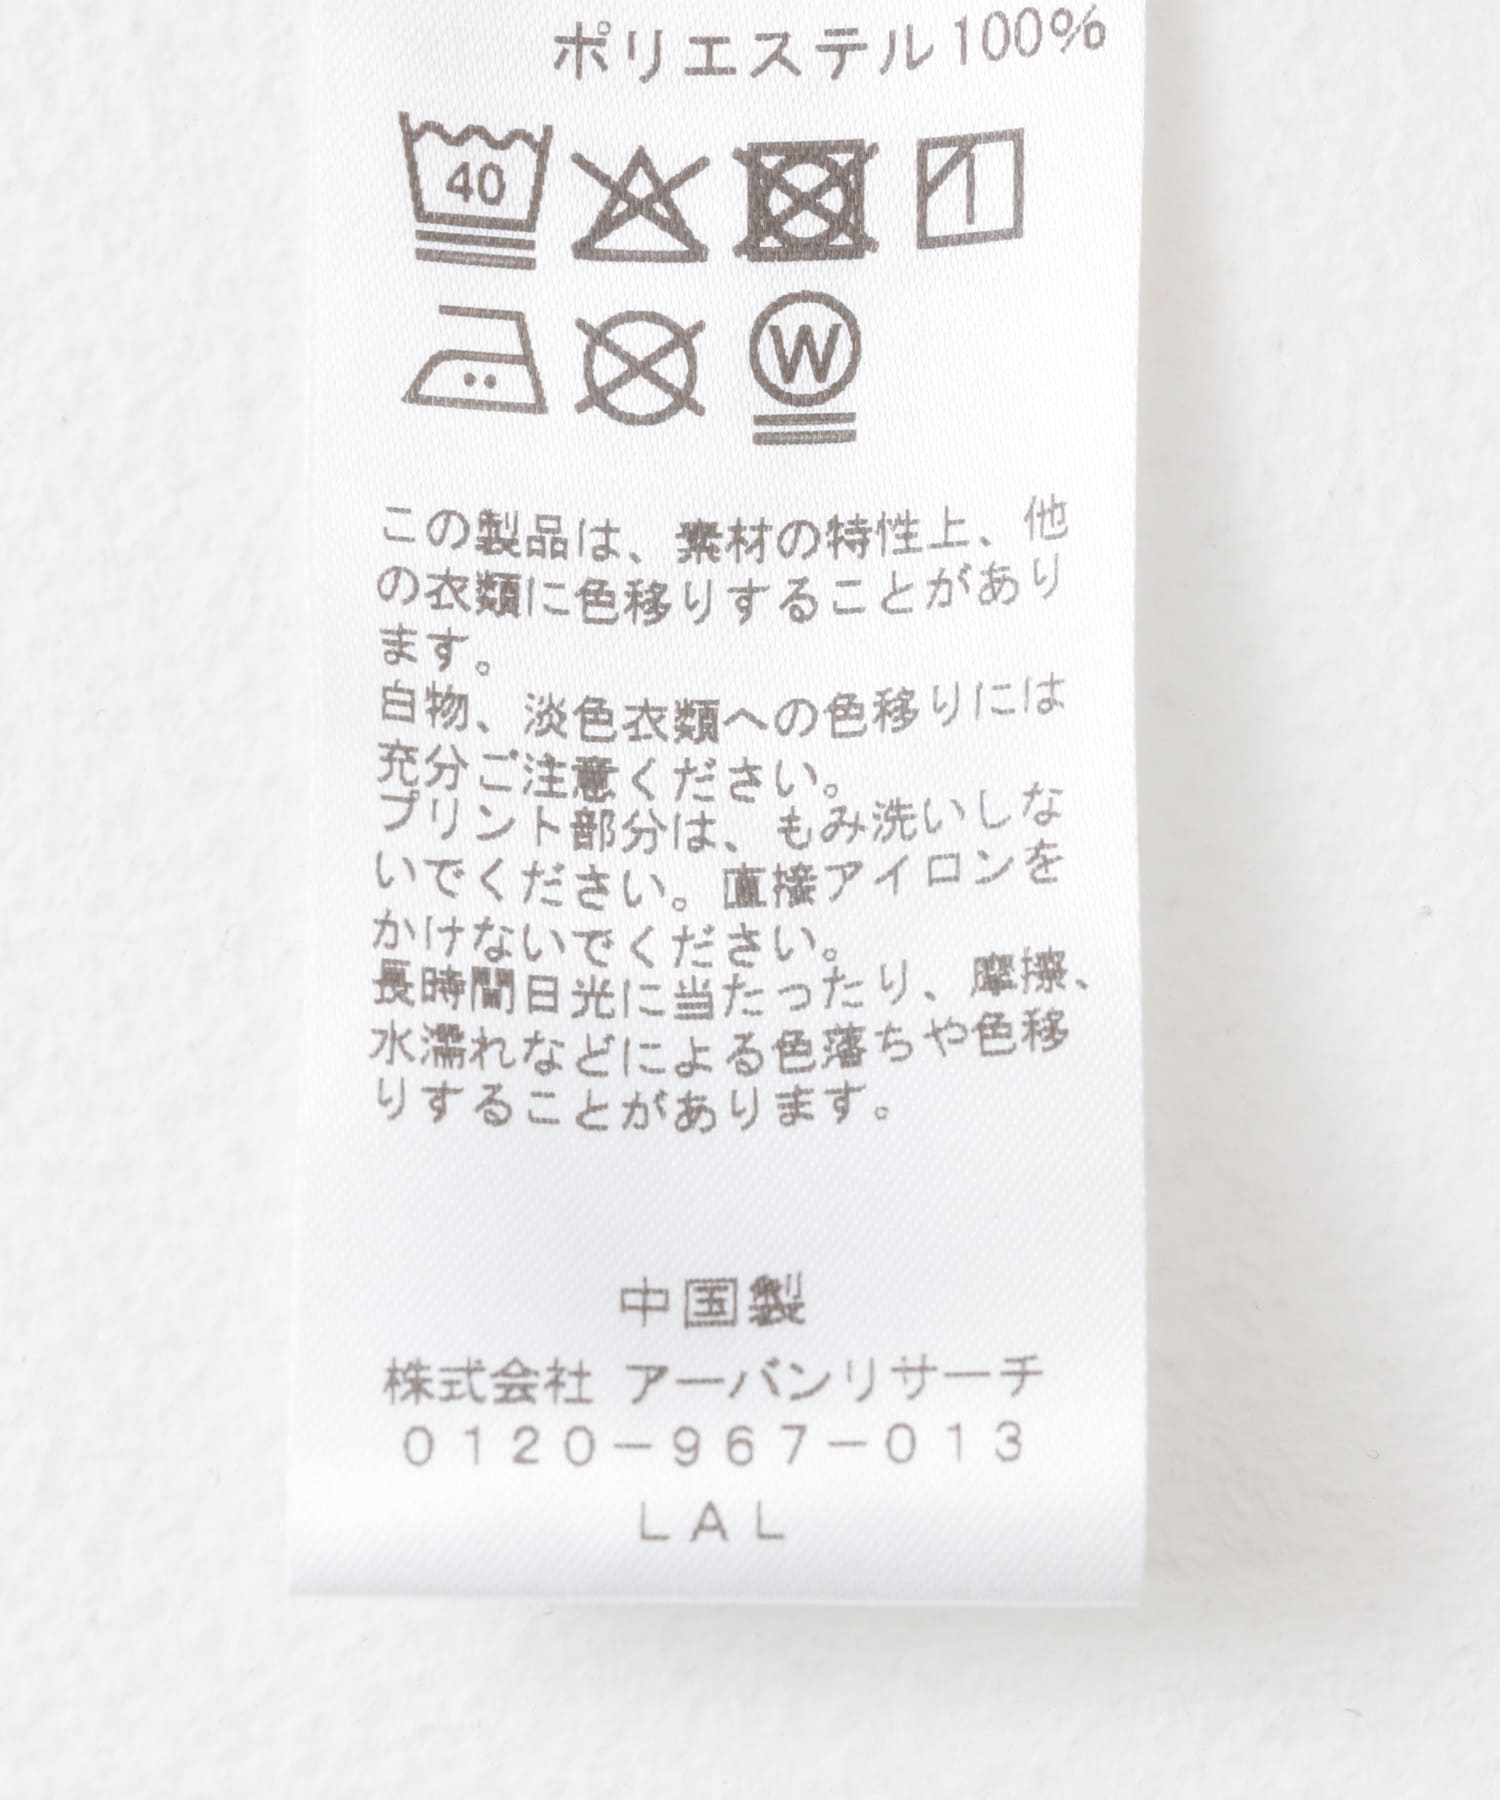 ポリエステル100%
40
W
この製品は、素材の特性上、他
の衣類に色移りすることがあり
ます。
白物、淡色衣類への色移りには
充分ご注意ください。
プリント部分は、もみ洗いしな
いでください。直接アイロンを
かけないでください。
長時間日光に当たったり、摩擦、
水濡れなどによる色落ちや色移
りすることがあります。
中国製
株式会社 アーバンリサーチ
0120-967-013
LAL